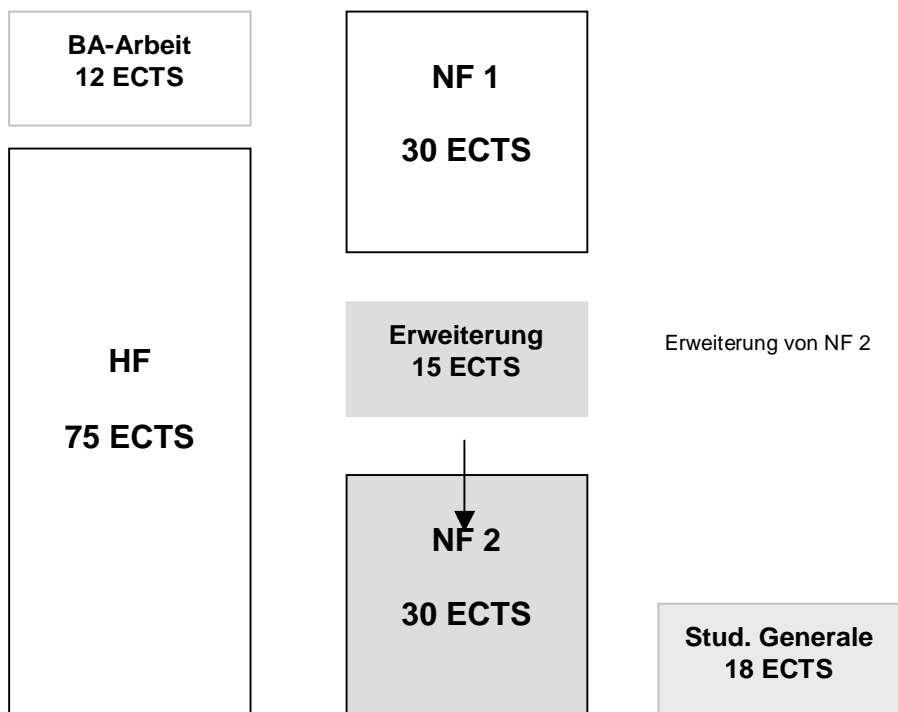 BA-Arbeit
12 ECTS
NF 1
30 ECTS
HF
75 ECTS
Erweiterung
15 ECTS
Erweiterung von NF 2
NF 2
30 ECTS
Stud. Generale
18 ECTS